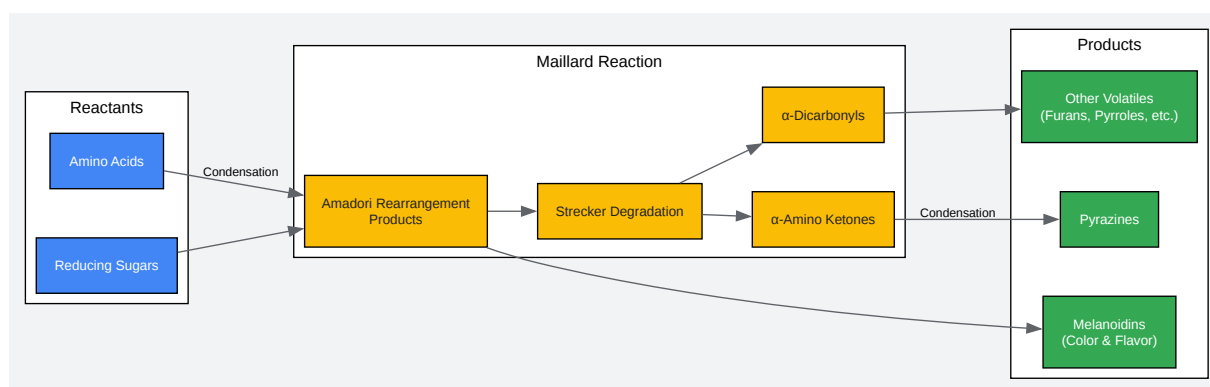 Reactants
Amino Acids
Reducing Sugars
Condensation
Maillard Reaction
Amadori Rearrangement
Products
Strecker Degradation
α-Dicarbonyls
α-Amino Ketones
Condensation
Products
Other Volatiles
(Furans, Pyrroles, etc.)
Pyrazines
Melanoidins
(Color & Flavor)